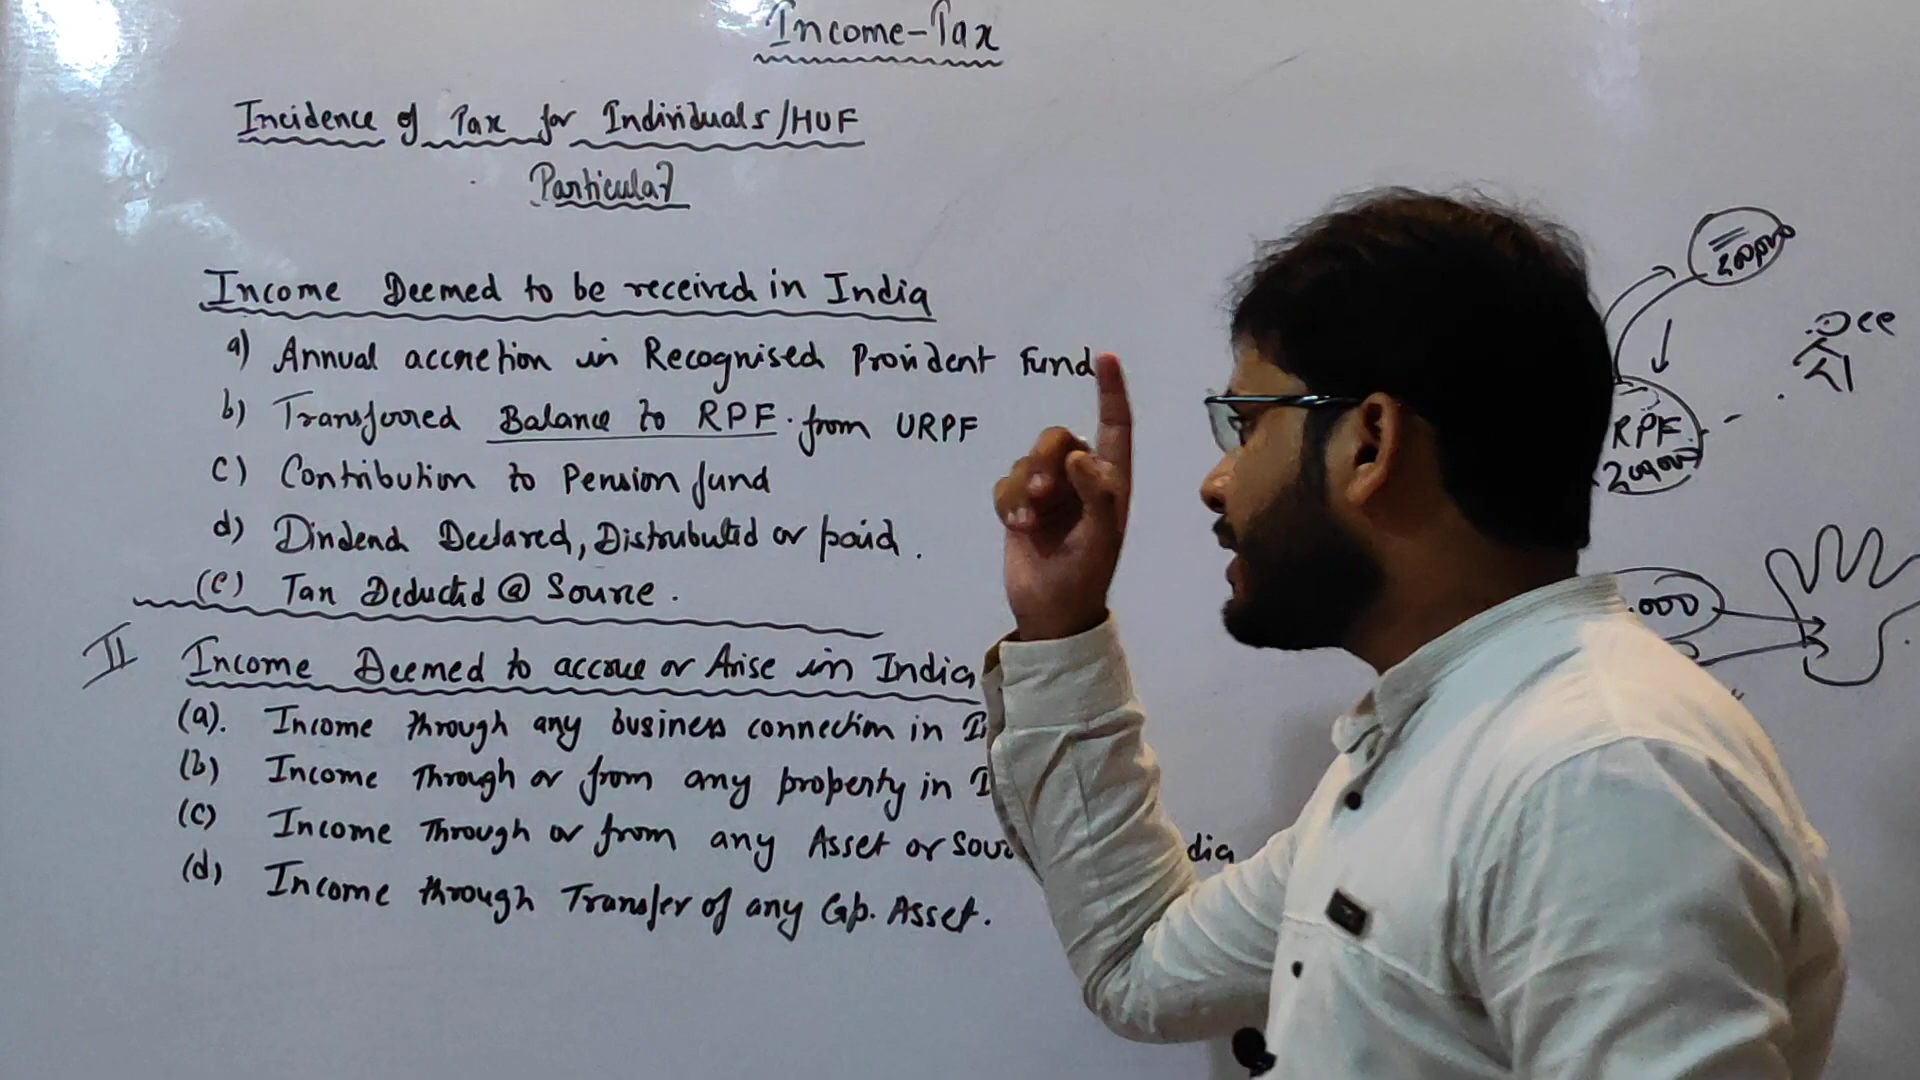 Income-Tax
Incidence of Tax for Individuals/HUF
Particular
Income Deemed to be received in India
a) Annual accretion in Recognised Provident Fund
b) Transferred Balance to RPF. from URPF
c) Contribution to Pension fund
d) Dividend Declared, Distributed or paid.
(e) Tax Deducted @ Source.
II Income Deemed to accrue or Arise in India
(a). Income through any business connection in I
(b) Income Through or from any property in I
(c) Income Through or from any Asset or Sou dia
(d) Income through Transfer of any Cap. Asset.
RPF
.000